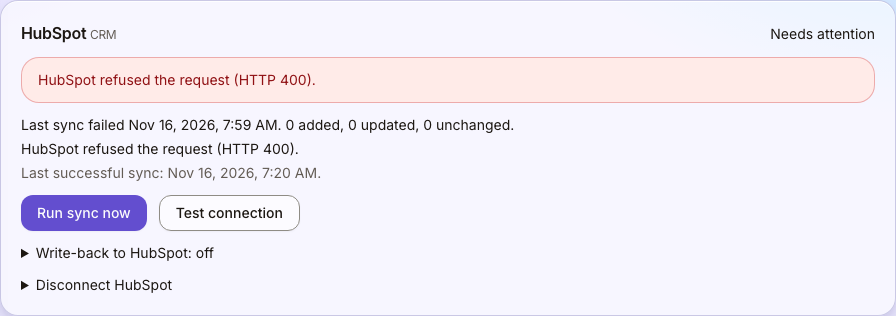 HubSpot CRM
Needs attention
HubSpot refused the request (HTTP 400).
Last sync failed Nov 16, 2026, 7:59 AM. 0 added, 0 updated, 0 unchanged.
HubSpot refused the request (HTTP 400).
Last successful sync: Nov 16, 2026, 7:20 AM.
Run sync now
Test connection
Write-back to HubSpot: off
Disconnect HubSpot